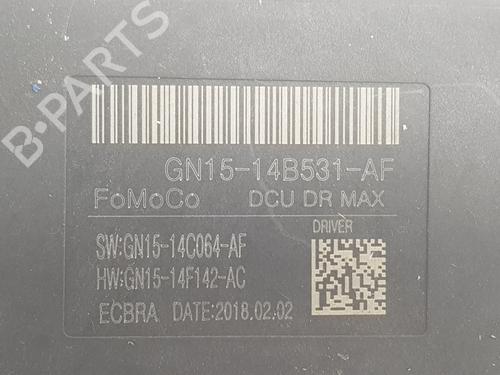 B-PARTS
GN15-14B531-AF
FoMoCo DCU DR MAX
DRIVER
SW:GN15-14C064-AF
HW:GN15-14F142-AC
ECBRA DATE:2018.02.02